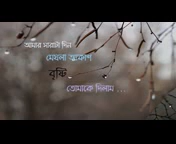 আমার সারাটা দিন
মেঘলা আকাশ
বৃষ্টি
তোমাকে দিলাম ....